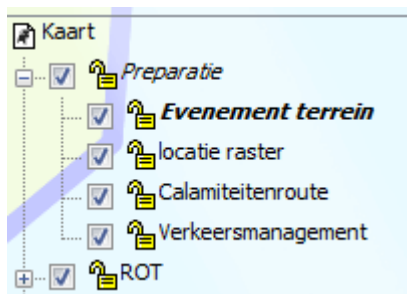 Kaart
Preparatie
Evenement terrein
locatie raster
Calamiteitenroute
Verkeersmanagement
ROT